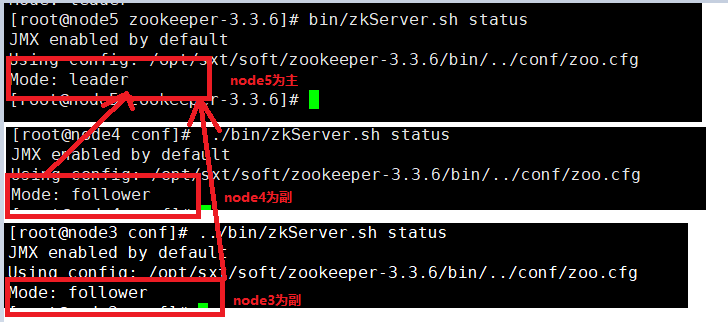 Mode: leader
[root@node5 zookeeper-3.3.6]# bin/zkServer.sh status
JMX enabled by default
Using config: /opt/sxt/soft/zookeeper-3.3.6/bin/../conf/zoo.cfg
Mode: leader
node5为主
[root@node5 zookeeper-3.3.6]#
[root@node4 conf]# ../bin/zkServer.sh status
JMX enabled by default
Using config: /opt/sxt/soft/zookeeper-3.3.6/bin/../conf/zoo.cfg
Mode: follower
node4为副
[root@node3 conf]# ../bin/zkServer.sh status
JMX enabled by default
Using config: /opt/sxt/soft/zookeeper-3.3.6/bin/../conf/zoo.cfg
Mode: follower
node3为副